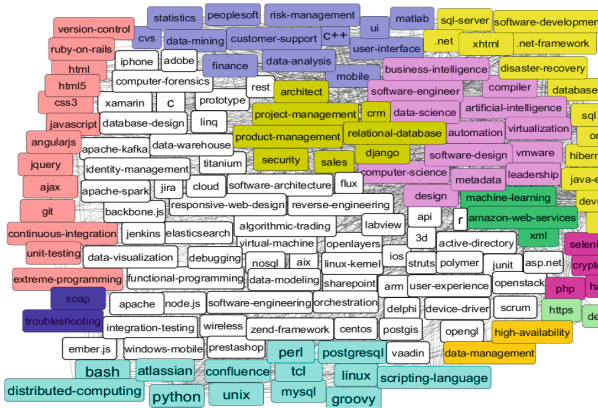 statistics peoplesoft risk-management matlab
version-control cvs data-mining customer-support c++ ui sql-server software-development
ruby-on-rails iphone adobe data-analysis user-interface .net xhtml .net-framework
html computer-forensics finance rest mobile business-intelligence disaster-recovery
html5 xamarin c prototype architect software-engineer compiler database
css3 database-design linq project-management crm data-science artificial-intelligence sql
javascript apache-kafka data-warehouse product-management relational-database automation virtualization
angularjs identity-management titanium security sales django software-design vmware
jquery apache-spark jira cloud software-architecture flux computer-science metadata leadership
ajax backbone.js responsive-web-design reverse-engineering design machine-learning
git jenkins elasticsearch algorithmic-trading labview api r amazon-web-services
continuous-integration virtual-machine openlayers 3d active-directory xml
unit-testing data-visualization debugging nosql aix linux-kernel ios struts polymer junit asp.net
extreme-programming functional-programming data-modeling sharepoint arm user-experience openstack php
soap apache node.js software-engineering orchestration delphi device-driver scrum https
troubleshooting integration-testing wireless zend-framework centos postgis opengl high-availability
ember.js windows-mobile prestashop perl postgresql vaadin data-management
bash atlassian confluence tcl linux scripting-language
distributed-computing python unix mysql groovy